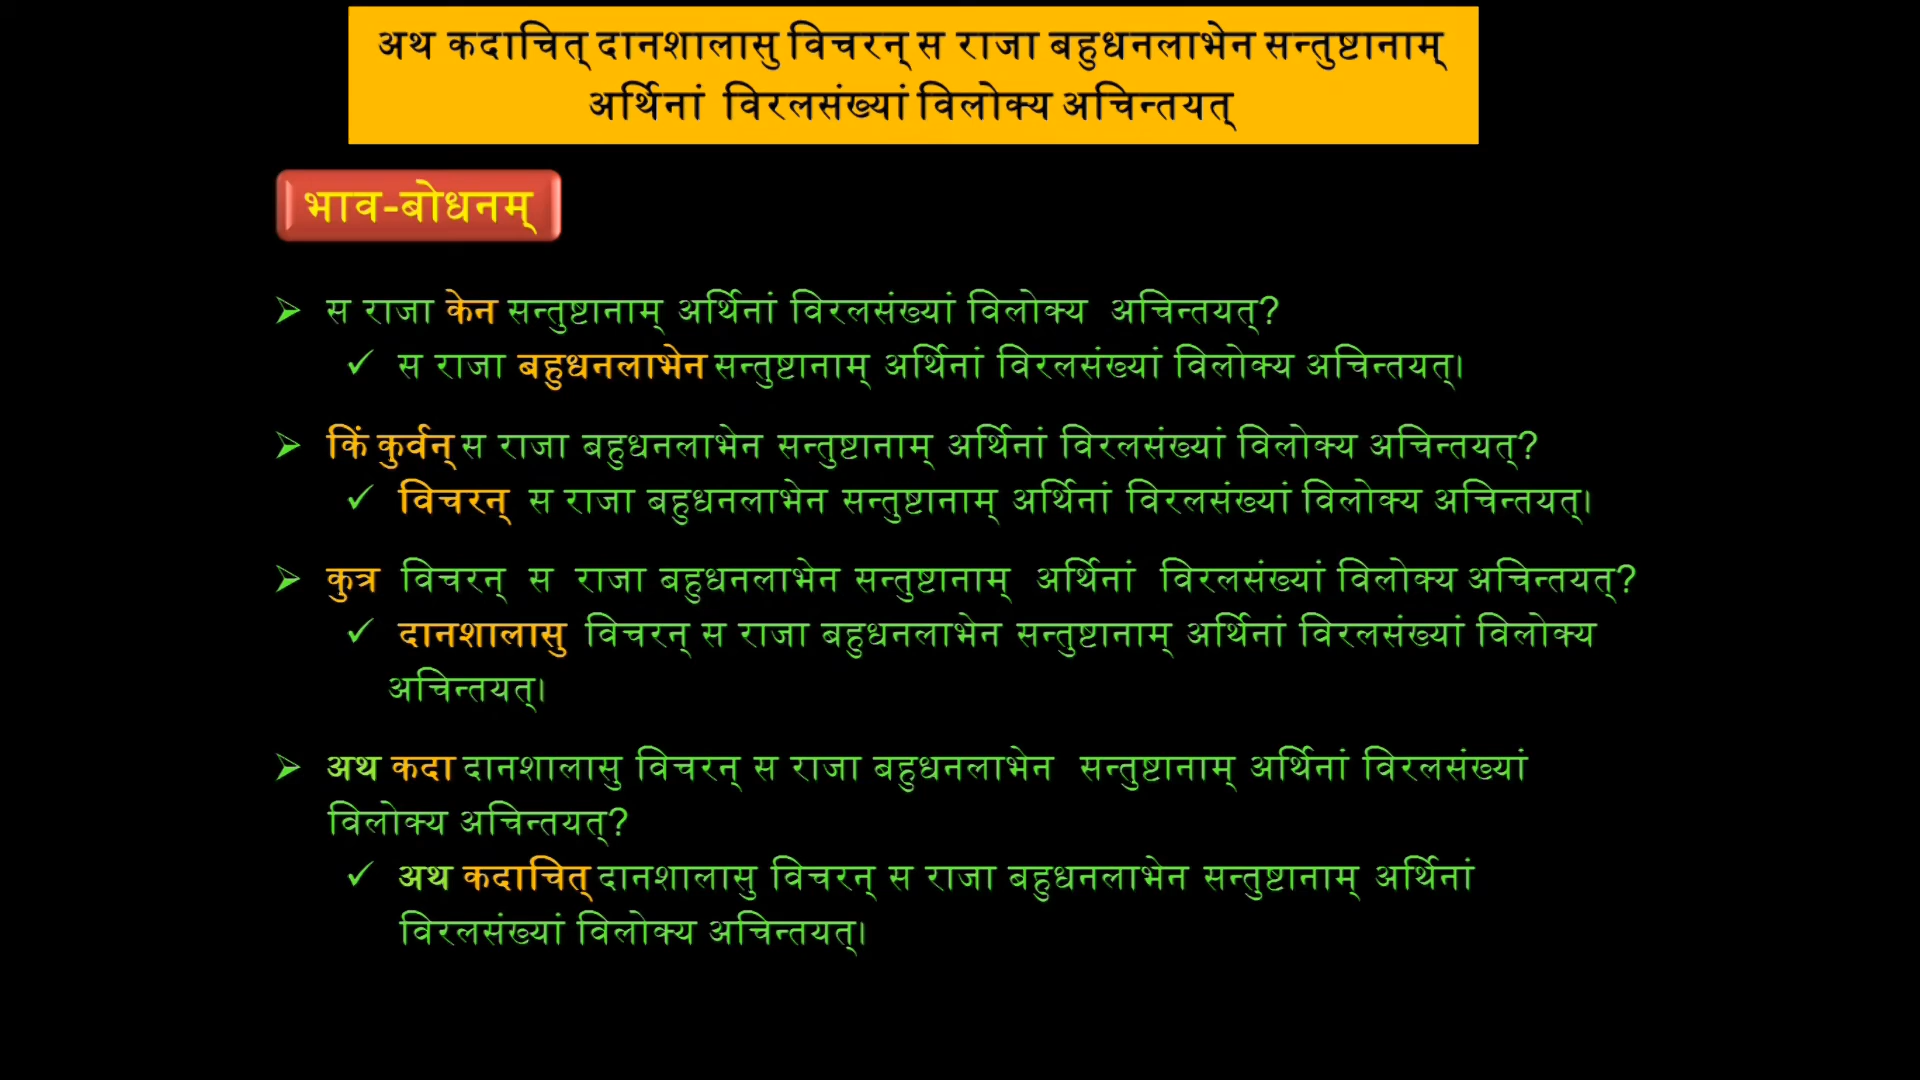 अथ कदाचित् दानशालासु विचरन् स राजा बहुधनलाभेन सन्तुष्टानाम्
अर्थिनां विरलसंख्यां विलोक्य अचिन्तयत्
भाव-बोधनम्
➢ स राजा केन सन्तुष्टानाम् अर्थिनां विरलसंख्यां विलोक्य अचिन्तयत्?
✓ स राजा बहुधनलाभेन सन्तुष्टानाम् अर्थिनां विरलसंख्यां विलोक्य अचिन्तयत्।
➢ किं कुर्वन् स राजा बहुधनलाभेन सन्तुष्टानाम् अर्थिनां विरलसंख्यां विलोक्य अचिन्तयत्?
✓ विचरन् स राजा बहुधनलाभेन सन्तुष्टानाम् अर्थिनां विरलसंख्यां विलोक्य अचिन्तयत्।
➢ कुत्र विचरन् स राजा बहुधनलाभेन सन्तुष्टानाम् अर्थिनां विरलसंख्यां विलोक्य अचिन्तयत्?
✓ दानशालासु विचरन् स राजा बहुधनलाभेन सन्तुष्टानाम् अर्थिनां विरलसंख्यां विलोक्य
अचिन्तयत्।
➢ अथ कदा दानशालासु विचरन् स राजा बहुधनलाभेन सन्तुष्टानाम् अर्थिनां विरलसंख्यां
विलोक्य अचिन्तयत्?
✓ अथ कदाचित् दानशालासु विचरन् स राजा बहुधनलाभेन सन्तुष्टानाम् अर्थिनां
विरलसंख्यां विलोक्य अचिन्तयत्।